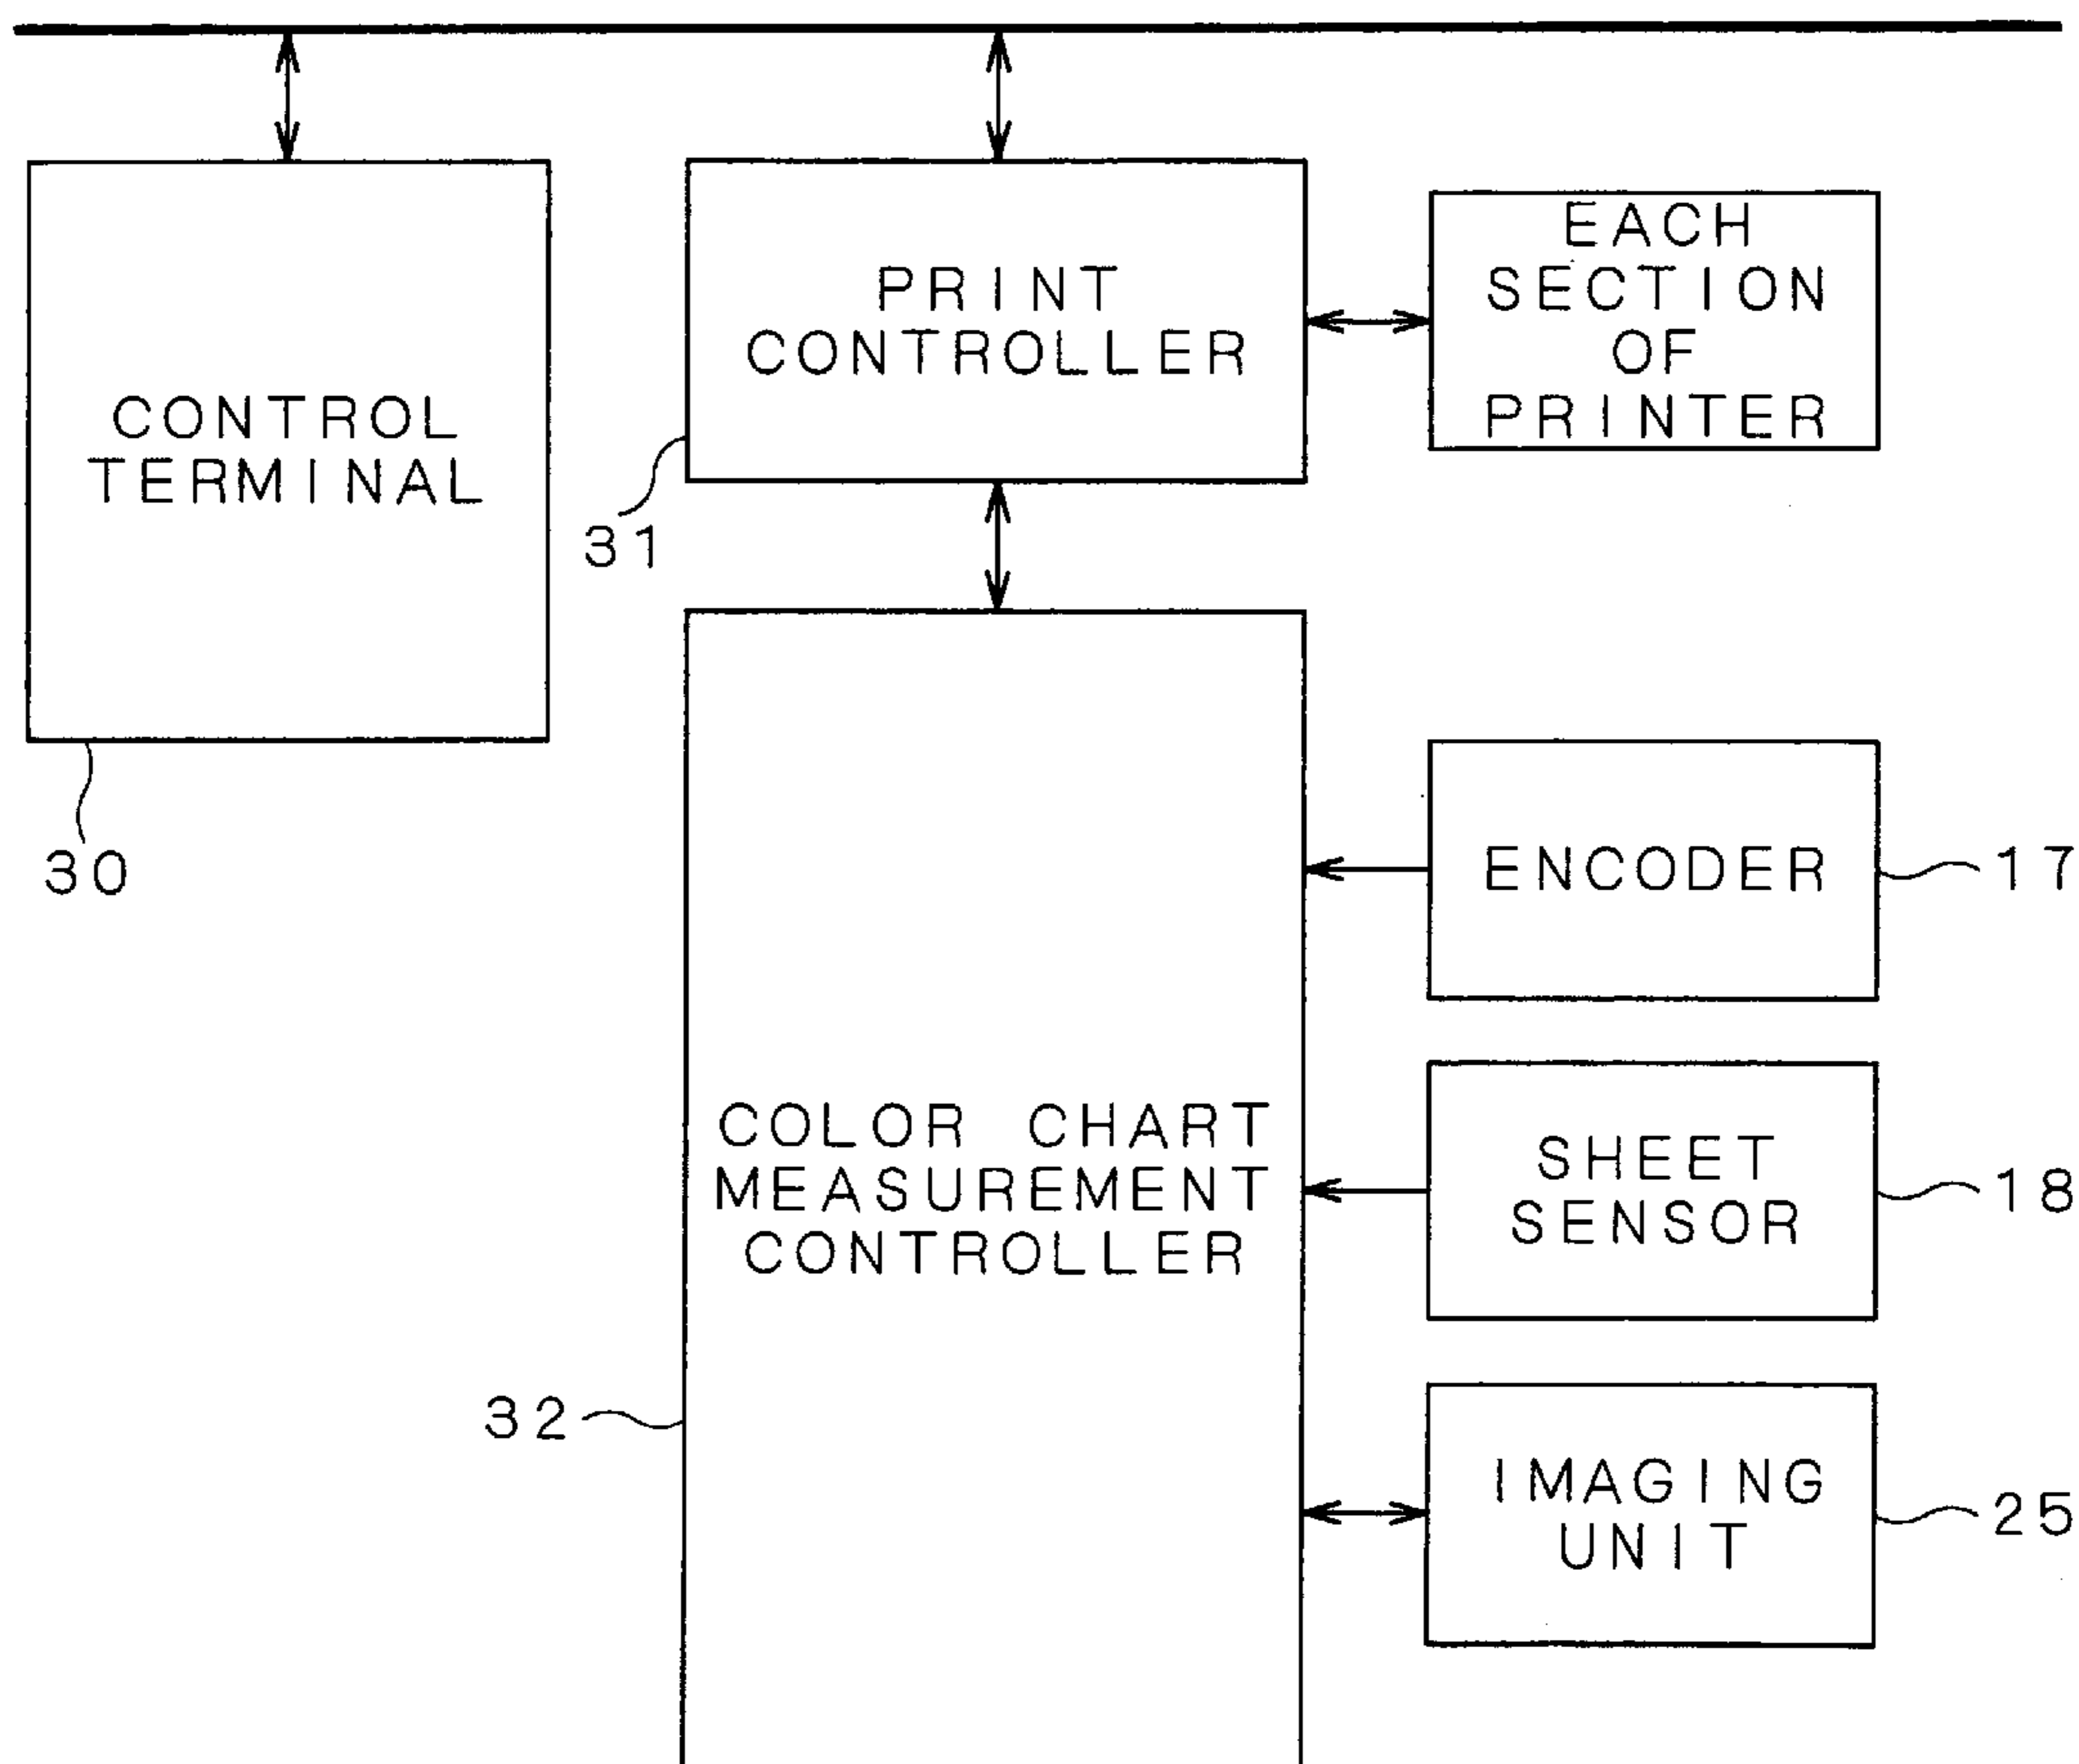 CONTROL
TERMINAL
30
PRINT
CONTROLLER
31
EACH
SECTION
OF
PRINTER
COLOR CHART
MEASUREMENT
CONTROLLER
32
ENCODER
17
SHEET
SENSOR
18
IMAGING
UNIT
25